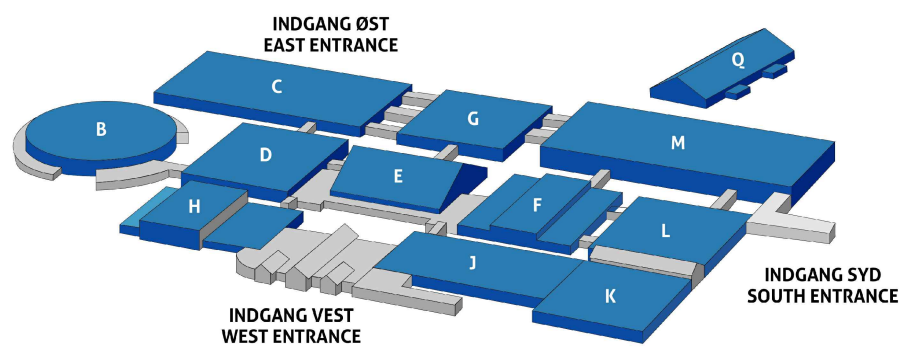 INDGANG ØST
EAST ENTRANCE
Q
C
G
B
M
D
E
H
F
L
J
K
INDGANG SYD
SOUTH ENTRANCE
INDGANG VEST
WEST ENTRANCE